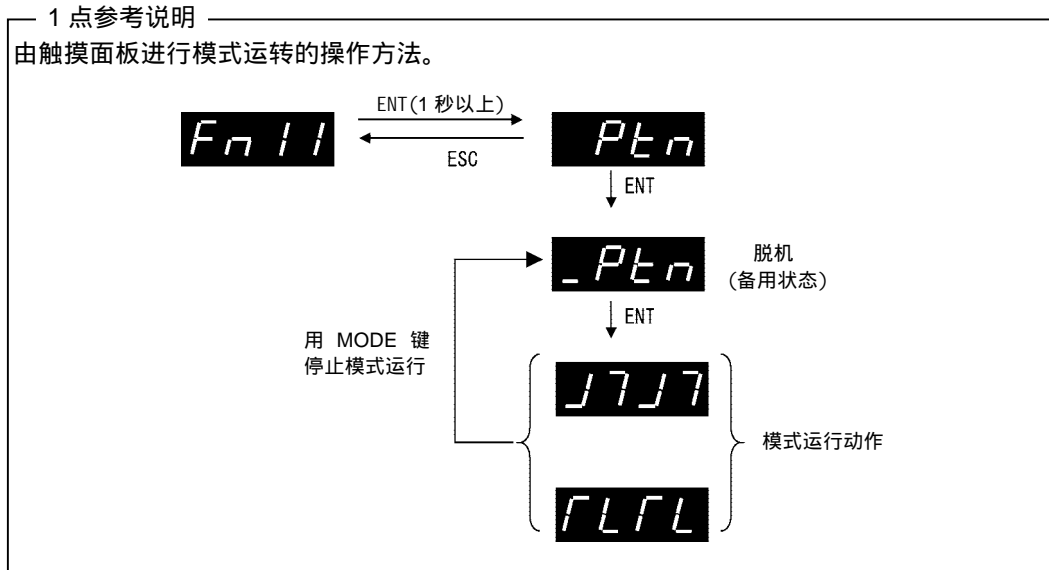 1 点参考说明
由触摸面板进行模式运转的操作方法。
ENT(1 秒以上)
Fn11
Ptn
ESC
ENT
_Ptn
脱机
(备用状态)
ENT
用 MODE 键
停止模式运行
模式运行动作